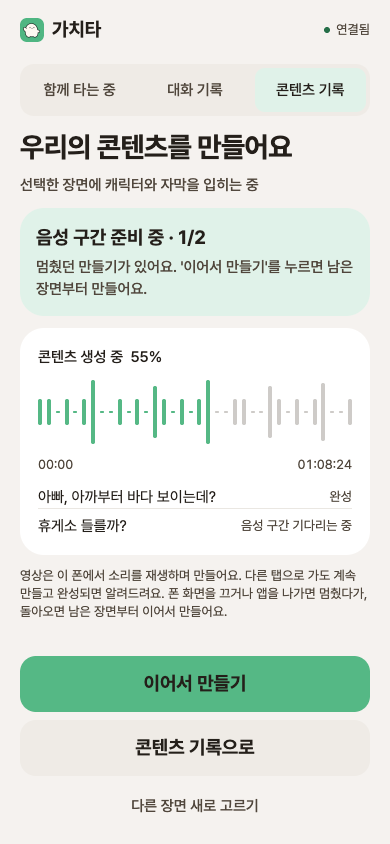 가치타
연결됨
함께 타는 중
대화 기록
콘텐츠 기록
우리의 콘텐츠를 만들어요
선택한 장면에 캐릭터와 자막을 입히는 중
음성 구간 준비 중 · 1/2
멈췄던 만들기가 있어요. '이어서 만들기'를 누르면 남은
장면부터 만들어요.
콘텐츠 생성 중 55%
00:00
01:08:24
아빠, 아까부터 바다 보이는데?
완성
휴게소 들를까?
음성 구간 기다리는 중
영상은 이 폰에서 소리를 재생하며 만들어요. 다른 탭으로 가도 계속
만들고 완성되면 알려드려요. 폰 화면을 끄거나 앱을 나가면 멈췄다가,
돌아오면 남은 장면부터 이어서 만들어요.
이어서 만들기
콘텐츠 기록으로
다른 장면 새로 고르기